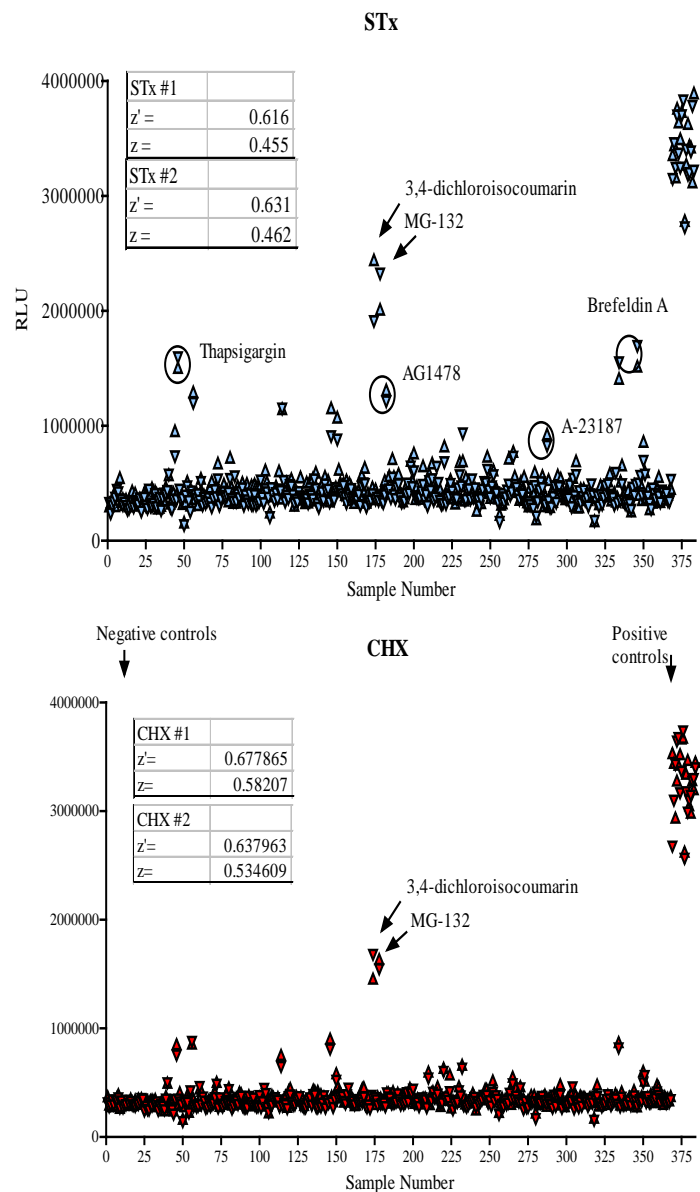 STx
4000000
3000000
2000000
1000000
0
RLU
STx #1
z' = 0.616
z = 0.455
STx #2
z' = 0.631
z = 0.462
3,4-dichloroisocoumarin
MG-132
Brefeldin A
Thapsigargin
AG1478
A-23187
0 25 50 75 100 125 150 175 200 225 250 275 300 325 350 375
Sample Number
Negative controls
CHX
Positive
controls
4000000
3000000
2000000
1000000
0
CHX #1
z'= 0.677865
z= 0.58207
CHX #2
z'= 0.637963
z= 0.534609
3,4-dichloroisocoumarin
MG-132
0 25 50 75 100 125 150 175 200 225 250 275 300 325 350 375
Sample Number